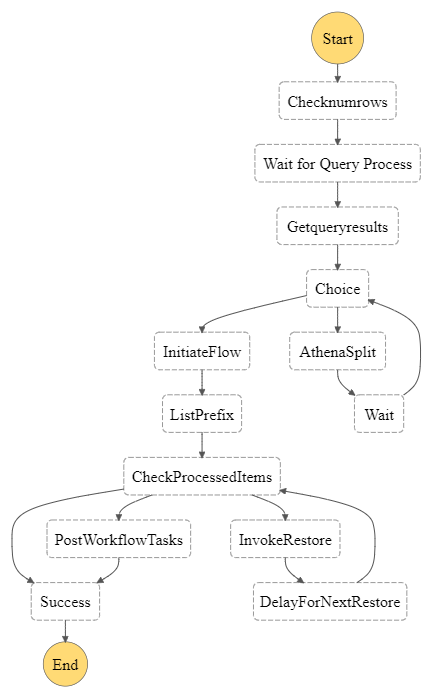 Start
Checknumrows
Wait for Query Process
Getqueryresults
Choice
InitiateFlow
AthenaSplit
ListPrefix
Wait
CheckProcessedItems
PostWorkflowTasks
InvokeRestore
Success
DelayForNextRestore
End